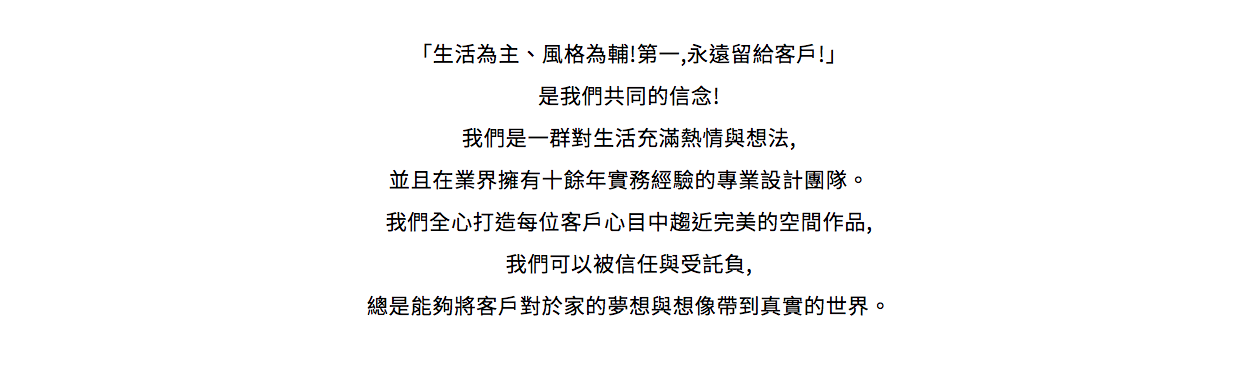 「生活為主、風格為輔!第一,永遠留給客戶!」
是我們共同的信念!
我們是一群對生活充滿熱情與想法,
並且在業界擁有十餘年實務經驗的專業設計團隊。
我們全心打造每位客戶心目中趨近完美的空間作品,
我們可以被信任與受託負,
總是能夠將客戶對於家的夢想與想像帶到真實的世界。